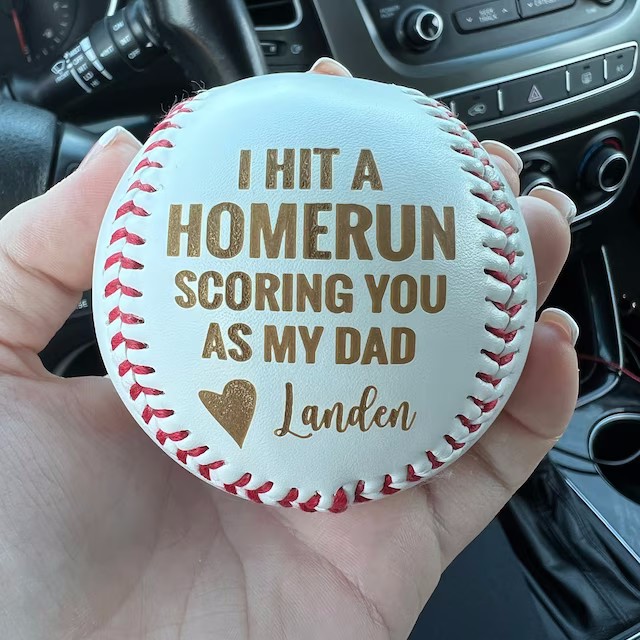 I HIT A
HOMERUN
SCORING YOU
AS MY DAD
Landen